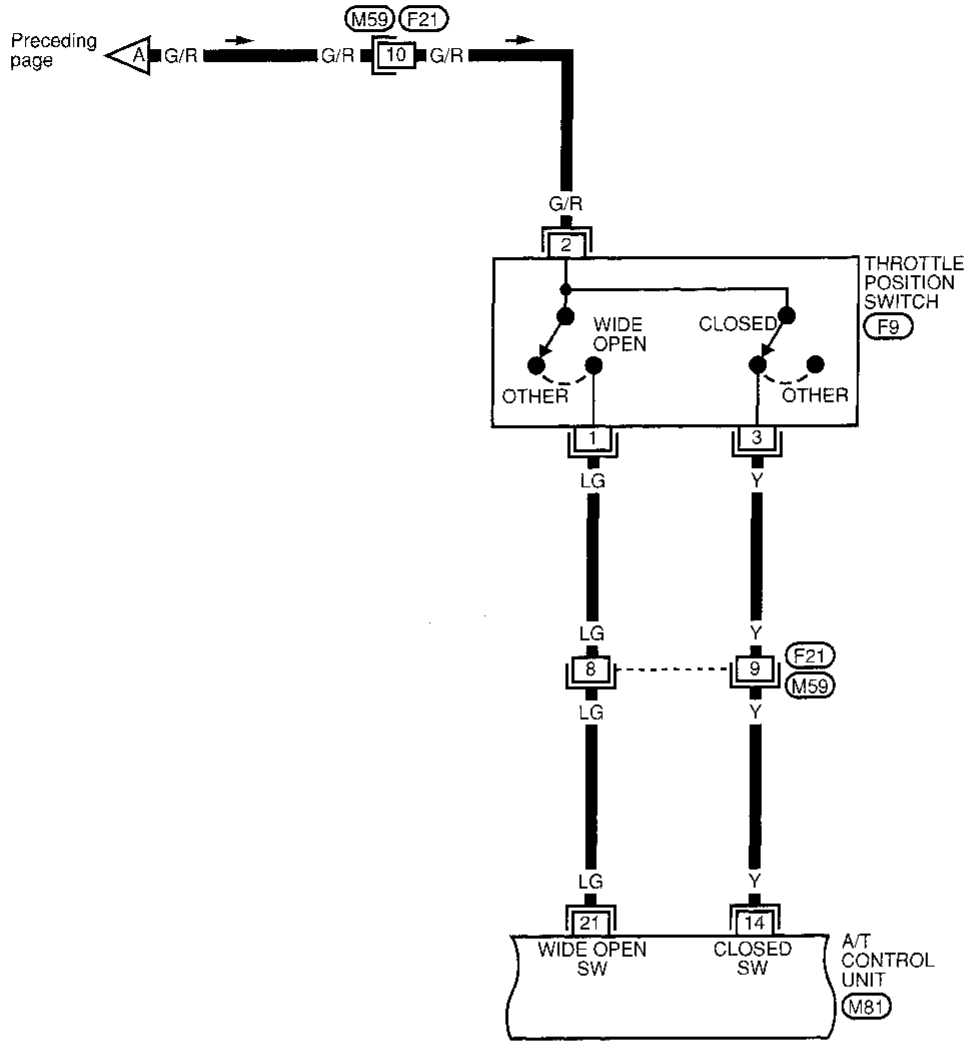 M59 F21
Preceding
page
A G/R G/R 10 G/R
G/R
2
THROTTLE
POSITION
SWITCH
F9
WIDE
OPEN
CLOSED
OTHER
OTHER
1 3
LG Y
LG Y
8 9
F21
M59
LG Y
LG Y
21 14
WIDE OPEN
SW
CLOSED
SW
A/T
CONTROL
UNIT
M81